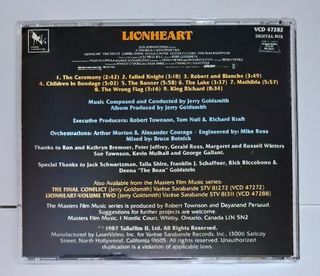 LIONHEART
VCD 47282
DIGITAL MIX
1. The Ceremony (2:42) 2. Failed Knight (3:18) 3. Robert and Blanche (3:49)
4. Children in Bondage (5:02) 5. The Banner (5:58) 6. The Lake (3:37) 7. Mathilda (5:57)
8. The Wrong Flag (3:16) 9. King Richard (8:34)
Music Composed and Conducted by Jerry Goldsmith
Album Produced by Jerry Goldsmith
Executive Producers: Robert Townson, Tom Null & Richard Kraft
Orchestrations: Arthur Morton & Alexander Courage - Engineered by: Mike Ross
Mixed by: Bruce Botnick
Thanks to: Ron and Kathryn Bremner, Peter Jermyn, Gerald Ross, Margaret and Russell Winters
Sue Townson, Kevin Mulhall and George Gallant.
Special Thanks to Jack Schwartzman, Talia Shire, Franklin J. Schaffner, Rick Riccobono &
Deena "The Bean" Goldstein
Also Available from the Masters Film Music series:
THE FINAL CONFLICT (Jerry Goldsmith) Varèse Sarabande STV 81272 (VCD 47242)
LIONHEART-VOLUME TWO (Jerry Goldsmith) Varèse Sarabande STV 81311 (VCD 47288)
The Masters Film Music series is produced by Robert Townson and Dayanand Persaud.
Suggestions for further projects are welcome.
Masters Film Music, 1 Nordic Court, Whitby, Ontario, Canada L1N 5N2
© 1987 Taliafilm II, Ltd. All Rights Reserved.
Manufactured by LaserVideo, Inc. for Varèse Sarabande Records, Inc., 13006 Saticoy
Street, North Hollywood, California 91605. All rights reserved. Unauthorized
duplication is a violation of applicable laws.